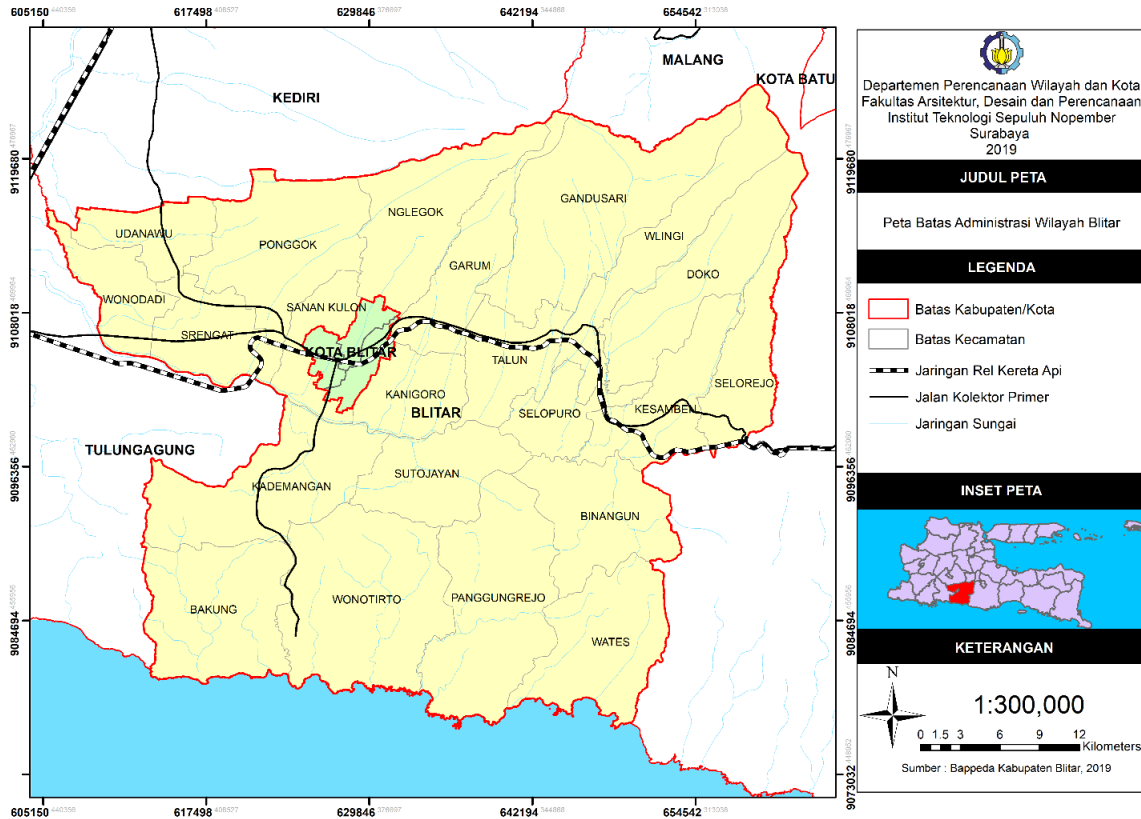 605150
617498
629846
642194
654542
9119680
9108018
9096356
9084694
9073032
MALANG
KOTA BATU
KEDIRI
GANDUSARI
NGLEGOK
UDANAWU
WLINGI
PONGGOK
GARUM
DOKO
WONODADI
SANAN KULON
SRENGAT
KOTA BLITAR
TALUN
SELOREJO
KANIGORO
BLITAR
SELOPURO
KESAMBEN
TULUNGAGUNG
SUTOJAYAN
KADEMANGAN
BINANGUN
BAKUNG
WONOTIRTO
PANGGUNGREJO
WATES
9119680
9108018
9096356
9084694
9073032
605150
617498
629846
642194
654542
Departemen Perencanaan Wilayah dan Kota
Fakultas Arsitektur, Desain dan Perencanaan
Institut Teknologi Sepuluh Nopember
Surabaya
2019
JUDUL PETA
Peta Batas Administrasi Wilayah Blitar
LEGENDA
Batas Kabupaten/Kota
Batas Kecamatan
Jaringan Rel Kereta Api
Jalan Kolektor Primer
Jaringan Sungai
INSET PETA
KETERANGAN
N
1:300,000
0 1.5 3 6 9 12
Kilometers
Sumber : Bappeda Kabupaten Blitar, 2019